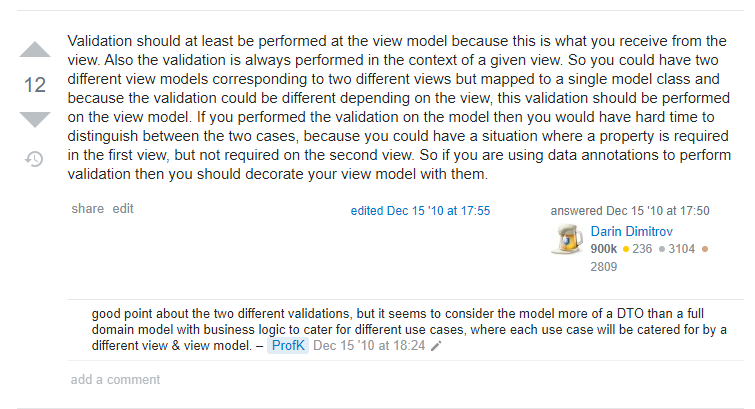 Validation should at least be performed at the view model because this is what you receive from the
view. Also the validation is always performed in the context of a given view. So you could have two
different view models corresponding to two different views but mapped to a single model class and
because the validation could be different depending on the view, this validation should be performed
on the view model. If you performed the validation on the model then you would have hard time to
distinguish between the two cases, because you could have a situation where a property is required
in the first view, but not required on the second view. So if you are using data annotations to perform
validation then you should decorate your view model with them.
12
share edit
edited Dec 15 '10 at 17:55
answered Dec 15 '10 at 17:50
Darin Dimitrov
900k 236 3104
2809
good point about the two different validations, but it seems to consider the model more of a DTO than a full
domain model with business logic to cater for different use cases, where each use case will be catered for by a
different view & view model. – ProfK Dec 15 '10 at 18:24
add a comment